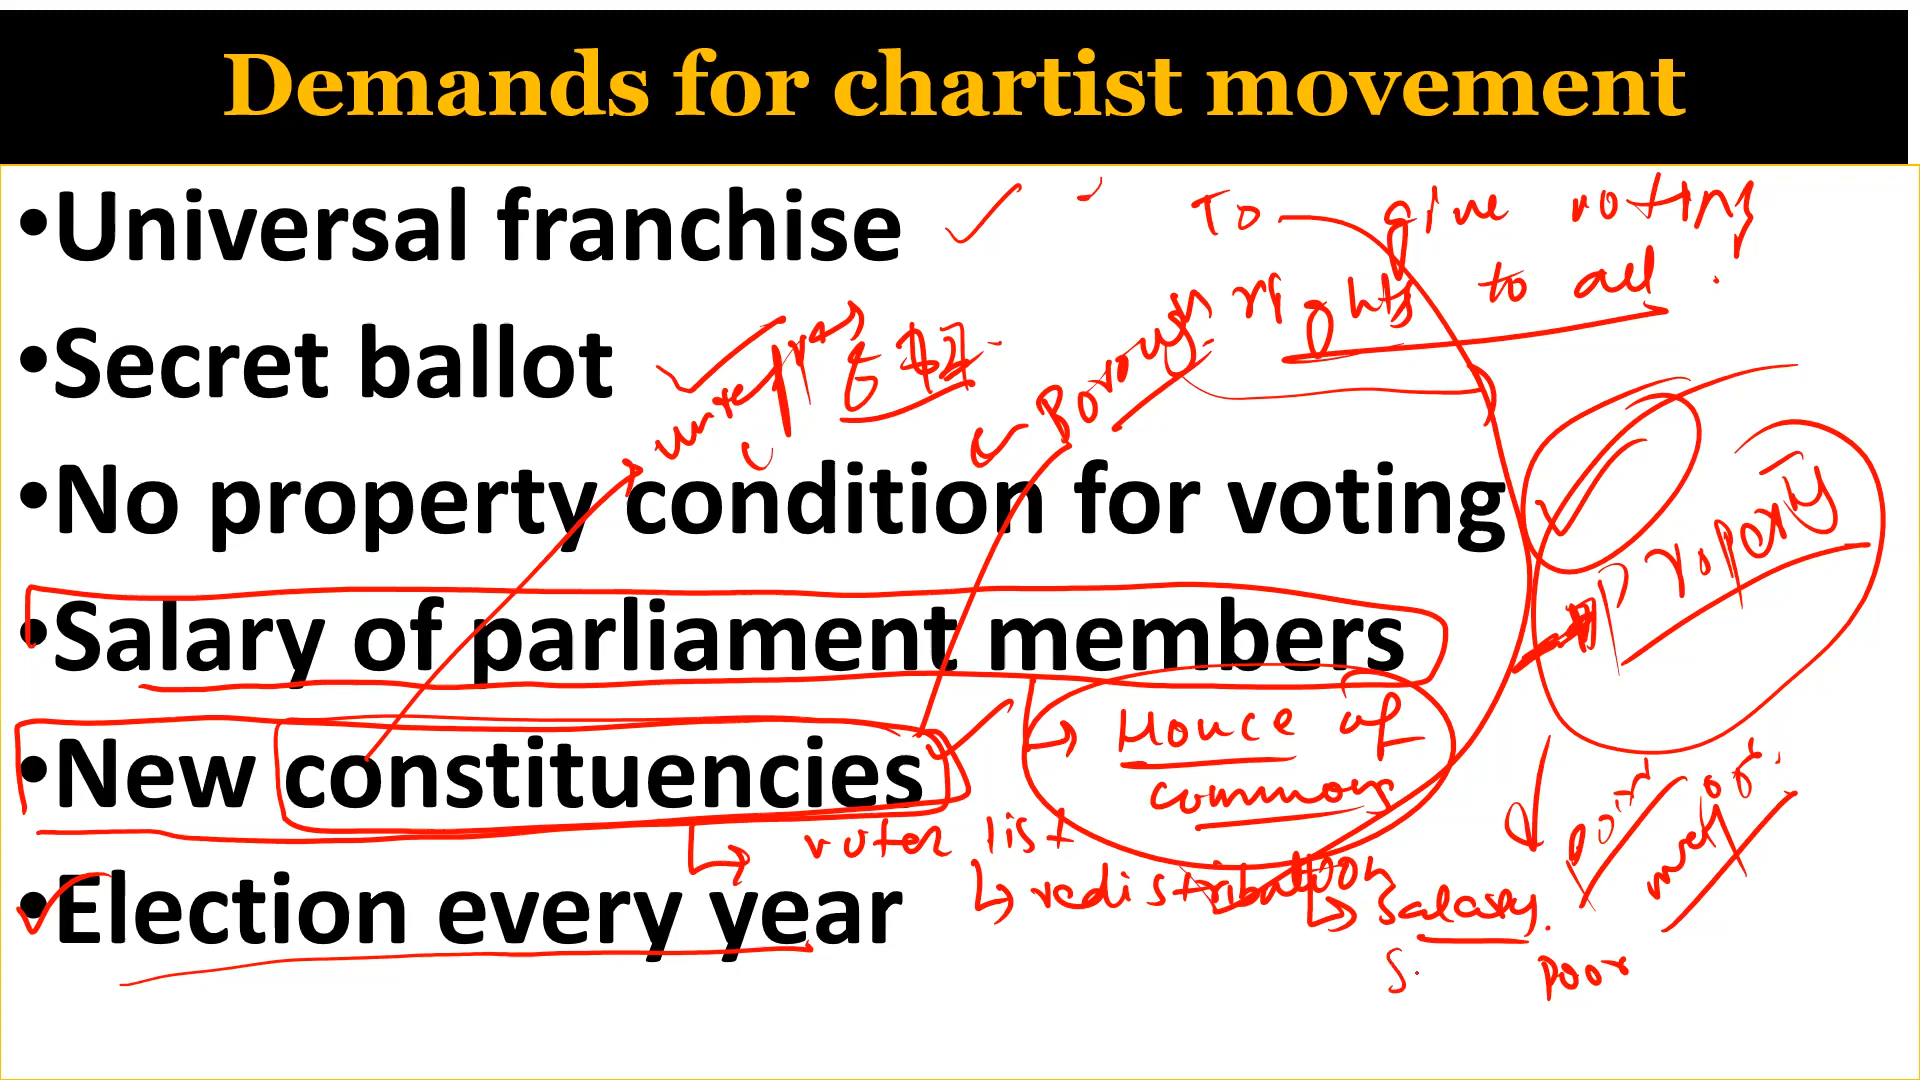 Demands for chartist movement
•Universal franchise
To give voting
rights to all.
•Secret ballot
Borough
•No property condition for voting
Property
•Salary of parliament members
House of
common
•New constituencies
voter list
redistribution
•Election every year
Salary.
S.
poor